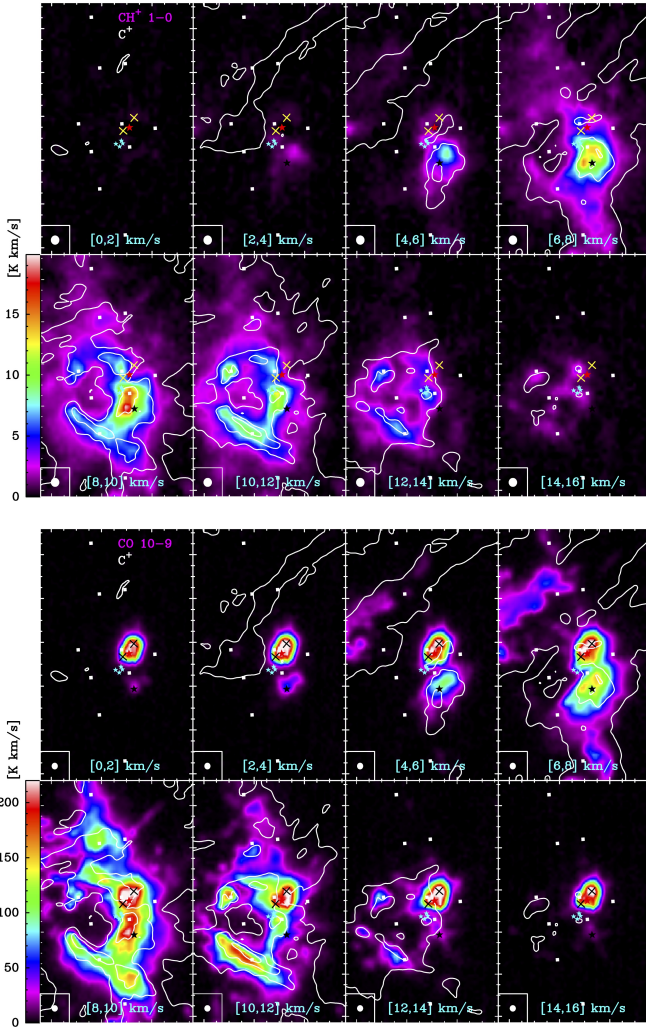 CH+ 1-0
C+
[0,2] km/s
[2,4] km/s
[4,6] km/s
[6,8] km/s
[K km/s]
15
10
5
0
[8,10] km/s
[10,12] km/s
[12,14] km/s
[14,16] km/s
CO 10-9
C+
[0,2] km/s
[2,4] km/s
[4,6] km/s
[6,8] km/s
[K km/s]
200
150
100
50
0
[8,10] km/s
[10,12] km/s
[12,14] km/s
[14,16] km/s